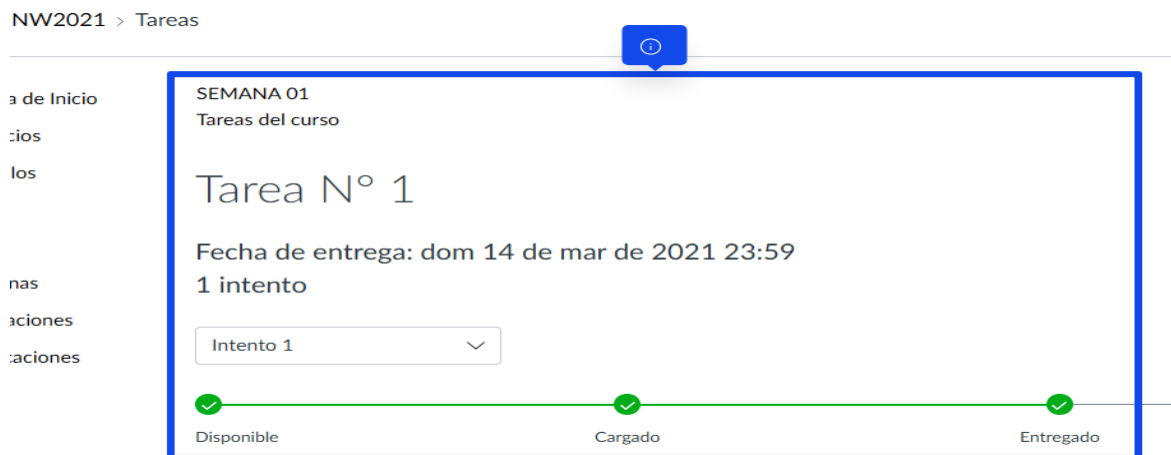 NW2021 > Tareas
a de Inicio
cios
los
nas
aciones
taciones
SEMANA 01
Tareas del curso
Tarea N° 1
Fecha de entrega: dom 14 de mar de 2021 23:59
1 intento
Intento 1
Disponible
Cargado
Entregado